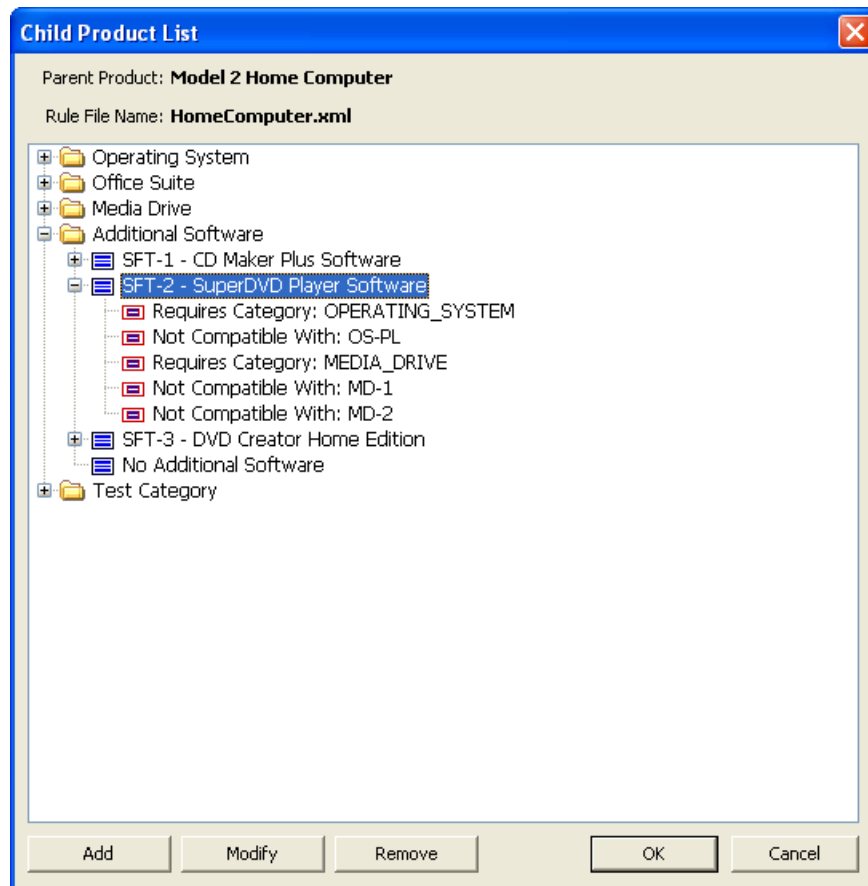 Child Product List
Parent Product: Model 2 Home Computer
Rule File Name: HomeComputer.xml
Operating System
Office Suite
Media Drive
Additional Software
SFT-1 - CD Maker Plus Software
SFT-2 - SuperDVD Player Software
Requires Category: OPERATING_SYSTEM
Not Compatible With: OS-PL
Requires Category: MEDIA_DRIVE
Not Compatible With: MD-1
Not Compatible With: MD-2
SFT-3 - DVD Creator Home Edition
No Additional Software
Test Category
Add Modify Remove OK Cancel